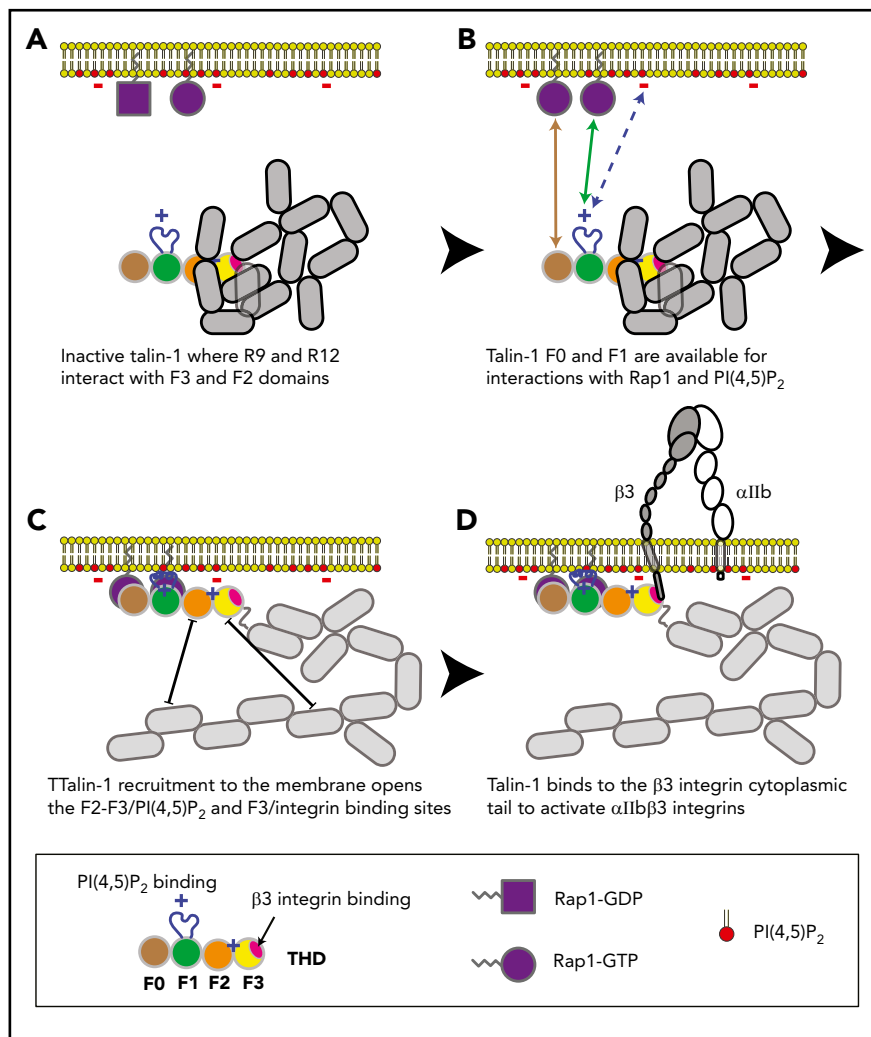 A
B
+
+
Inactive talin-1 where R9 and R12
interact with F3 and F2 domains
Talin-1 F0 and F1 are available for
interactions with Rap1 and PI(4,5)P₂
β3
αIIb
C
D
+
+
+
+
TTalin-1 recruitment to the membrane opens
the F2-F3/PI(4,5)P₂ and F3/integrin binding sites
Talin-1 binds to the β3 integrin cytoplasmic
tail to activate αIIbβ3 integrins
PI(4,5)P₂ binding
+
β3 integrin binding
+
THD
F0 F1 F2 F3
Rap1-GDP
Rap1-GTP
PI(4,5)P₂